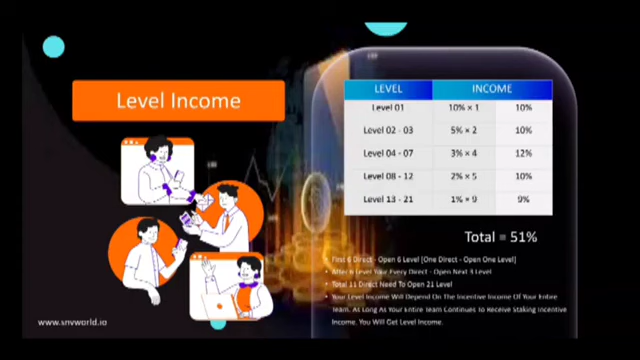 Level Income
LEVEL INCOME
Level 01 10% × 1 10%
Level 02 - 03 5% × 2 10%
Level 04 - 07 3% × 4 12%
Level 08 - 12 2% × 5 10%
Level 13 - 21 1% × 9 9%
Total = 51%
• First 6 Direct - Open 6 Level [One Direct - Open One Level]
• After 6 Level Your Every Direct - Open Next 3 Level
• Total 11 Direct Need To Open 21 Level
• Your Level Income Will Depend On The Incentive Income Of Your Entire
Team. As Long As Your Entire Team Continues To Receive Staking Incentive
Income, You Will Get Level Income.
www.snvworld.io